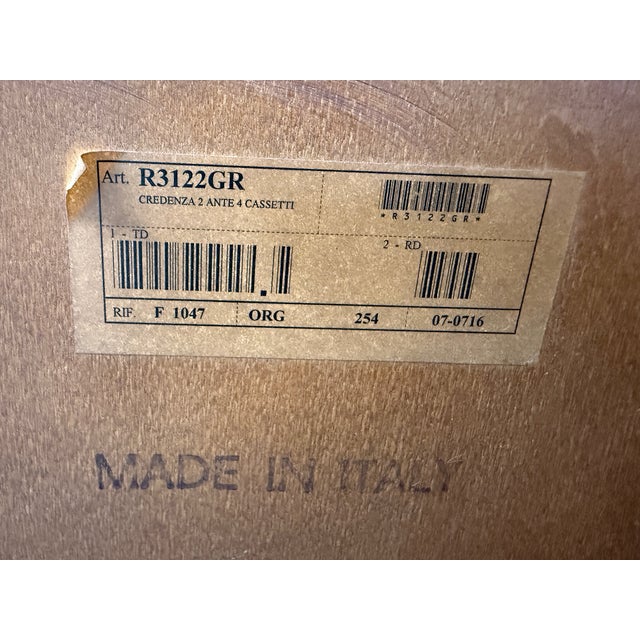 Art. R3122GR
CREDENZA 2 ANTE 4 CASSETTI
*R3122GR*
1 - TD
2 - RD
RIF. F 1047 ORG 254 07-0716
MADE IN ITALY